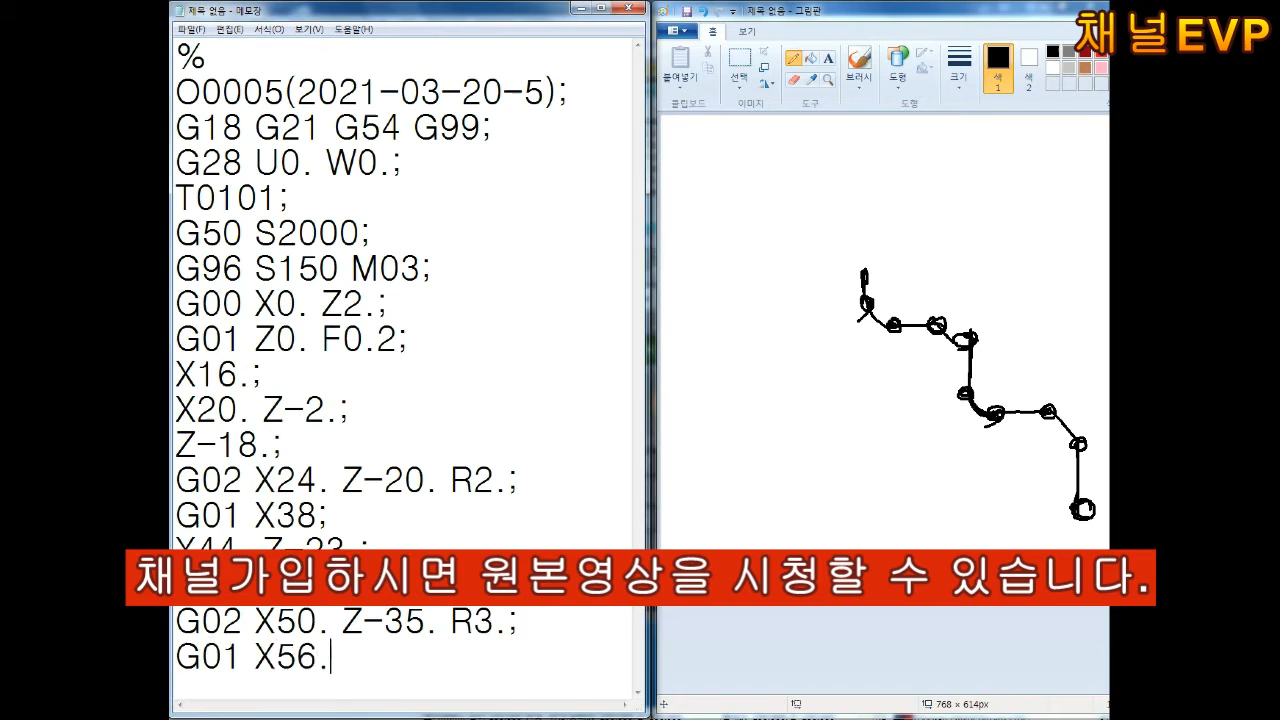 제목 없음 - 메모장
파일(F) 편집(E) 서식(O) 보기(V) 도움말(H)
%
O0005(2021-03-20-5);
G18 G21 G54 G99;
G28 U0. W0.;
T0101;
G50 S2000;
G96 S150 M03;
G00 X0. Z2.;
G01 Z0. F0.2;
X16.;
X20. Z-2.;
Z-18.;
G02 X24. Z-20. R2.;
G01 X38;
X44. Z-23.;
G02 X50. Z-35. R3.;
G01 X56.
제목 없음 - 그림판
홈 보기
붙여넣기
선택
A
브러시
도형
크기
색 1
색 2
클립보드 이미지 도구 도형
768 × 614px
채널EVP
채널가입하시면 원본영상을 시청할 수 있습니다.